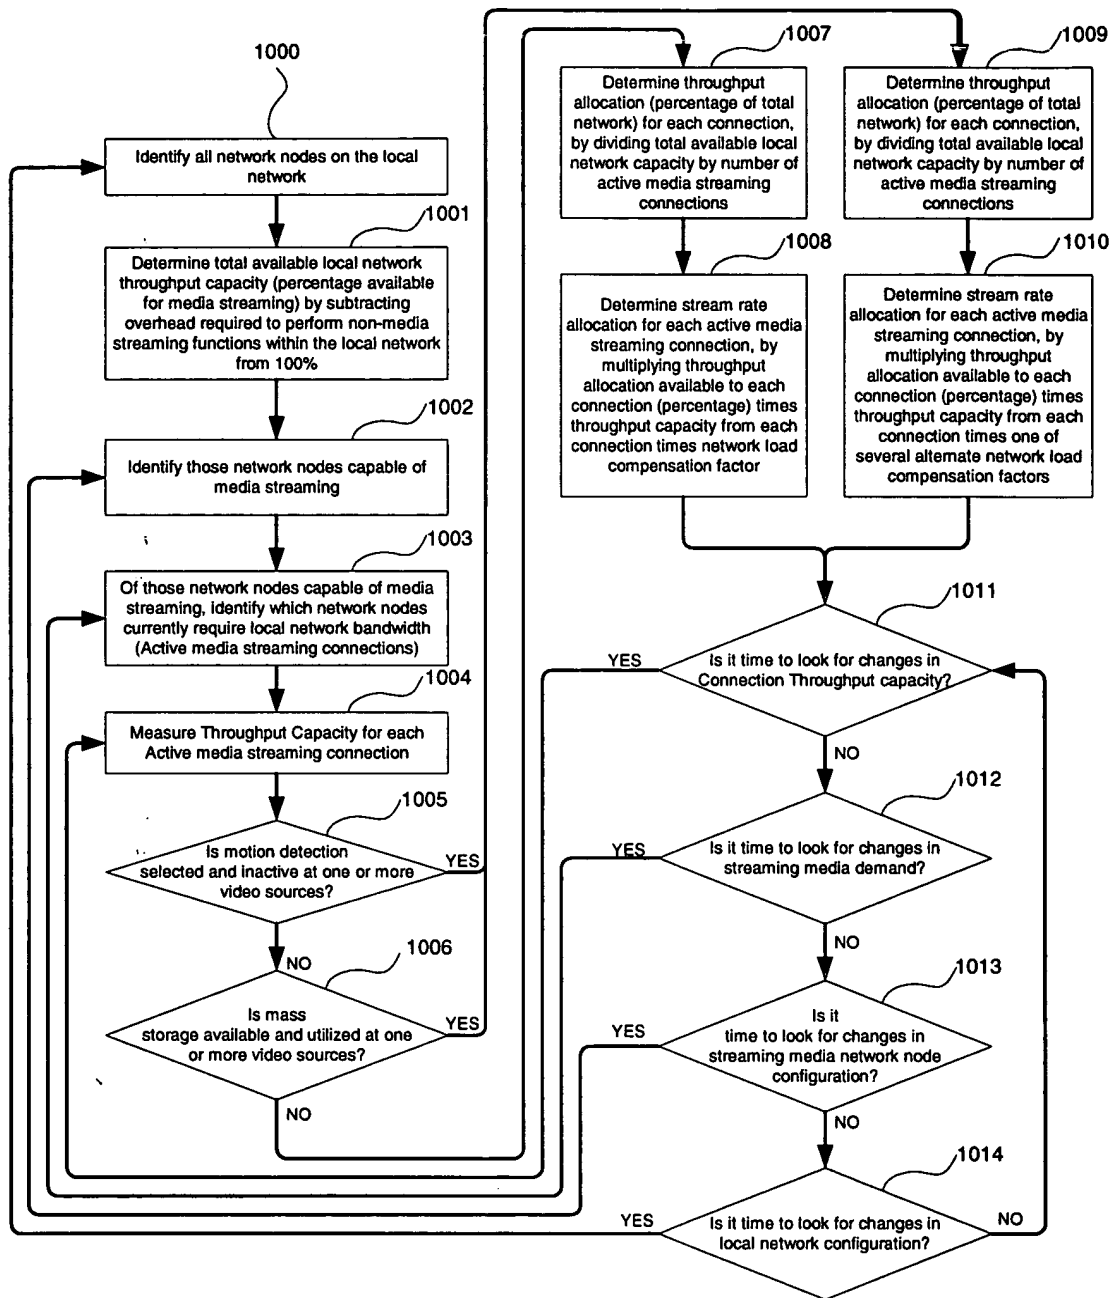 1000
Identify all network nodes on the local
network
1001
Determine total available local network
throughput capacity (percentage available
for media streaming) by subtracting
overhead required to perform non-media
streaming functions within the local network
from 100%
1002
Identify those network nodes capable of
media streaming
1003
Of those network nodes capable of media
streaming, identify which network nodes
currently require local network bandwidth
(Active media streaming connections)
1004
Measure Throughput Capacity for each
Active media streaming connection
1005
Is motion detection
selected and inactive at one or more
video sources?
YES
NO
1006
Is mass
storage available and utilized at one
or more video sources?
YES
NO
1007
Determine throughput
allocation (percentage of total
network) for each connection,
by dividing total available local
network capacity by number of
active media streaming
connections
1008
Determine stream rate
allocation for each active media
streaming connection, by
multiplying throughput
allocation available to each
connection (percentage) times
throughput capacity from each
connection times network load
compensation factor
1009
Determine throughput
allocation (percentage of total
network) for each connection,
by dividing total available local
network capacity by number of
active media streaming
connections
1010
Determine stream rate
allocation for each active media
streaming connection, by
multiplying throughput
allocation available to each
connection (percentage) times
throughput capacity from each
connection times one of
several alternate network load
compensation factors
1011
YES
Is it time to look for changes in
Connection Throughput capacity?
NO
1012
YES
Is it time to look for changes in
streaming media demand?
NO
1013
YES
Is it
time to look for changes in
streaming media network node
configuration?
NO
1014
YES
Is it time to look for changes in
local network configuration?
NO